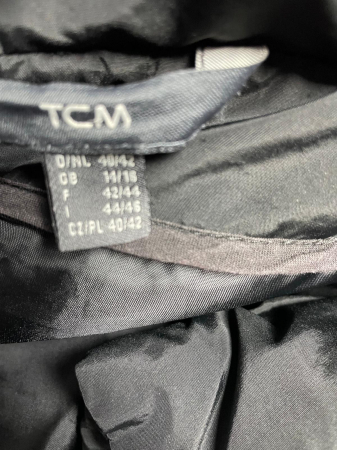 TCM
D/NL 40/42
GB 14/16
F 42/44
I 44/46
CZ/PL 40/42